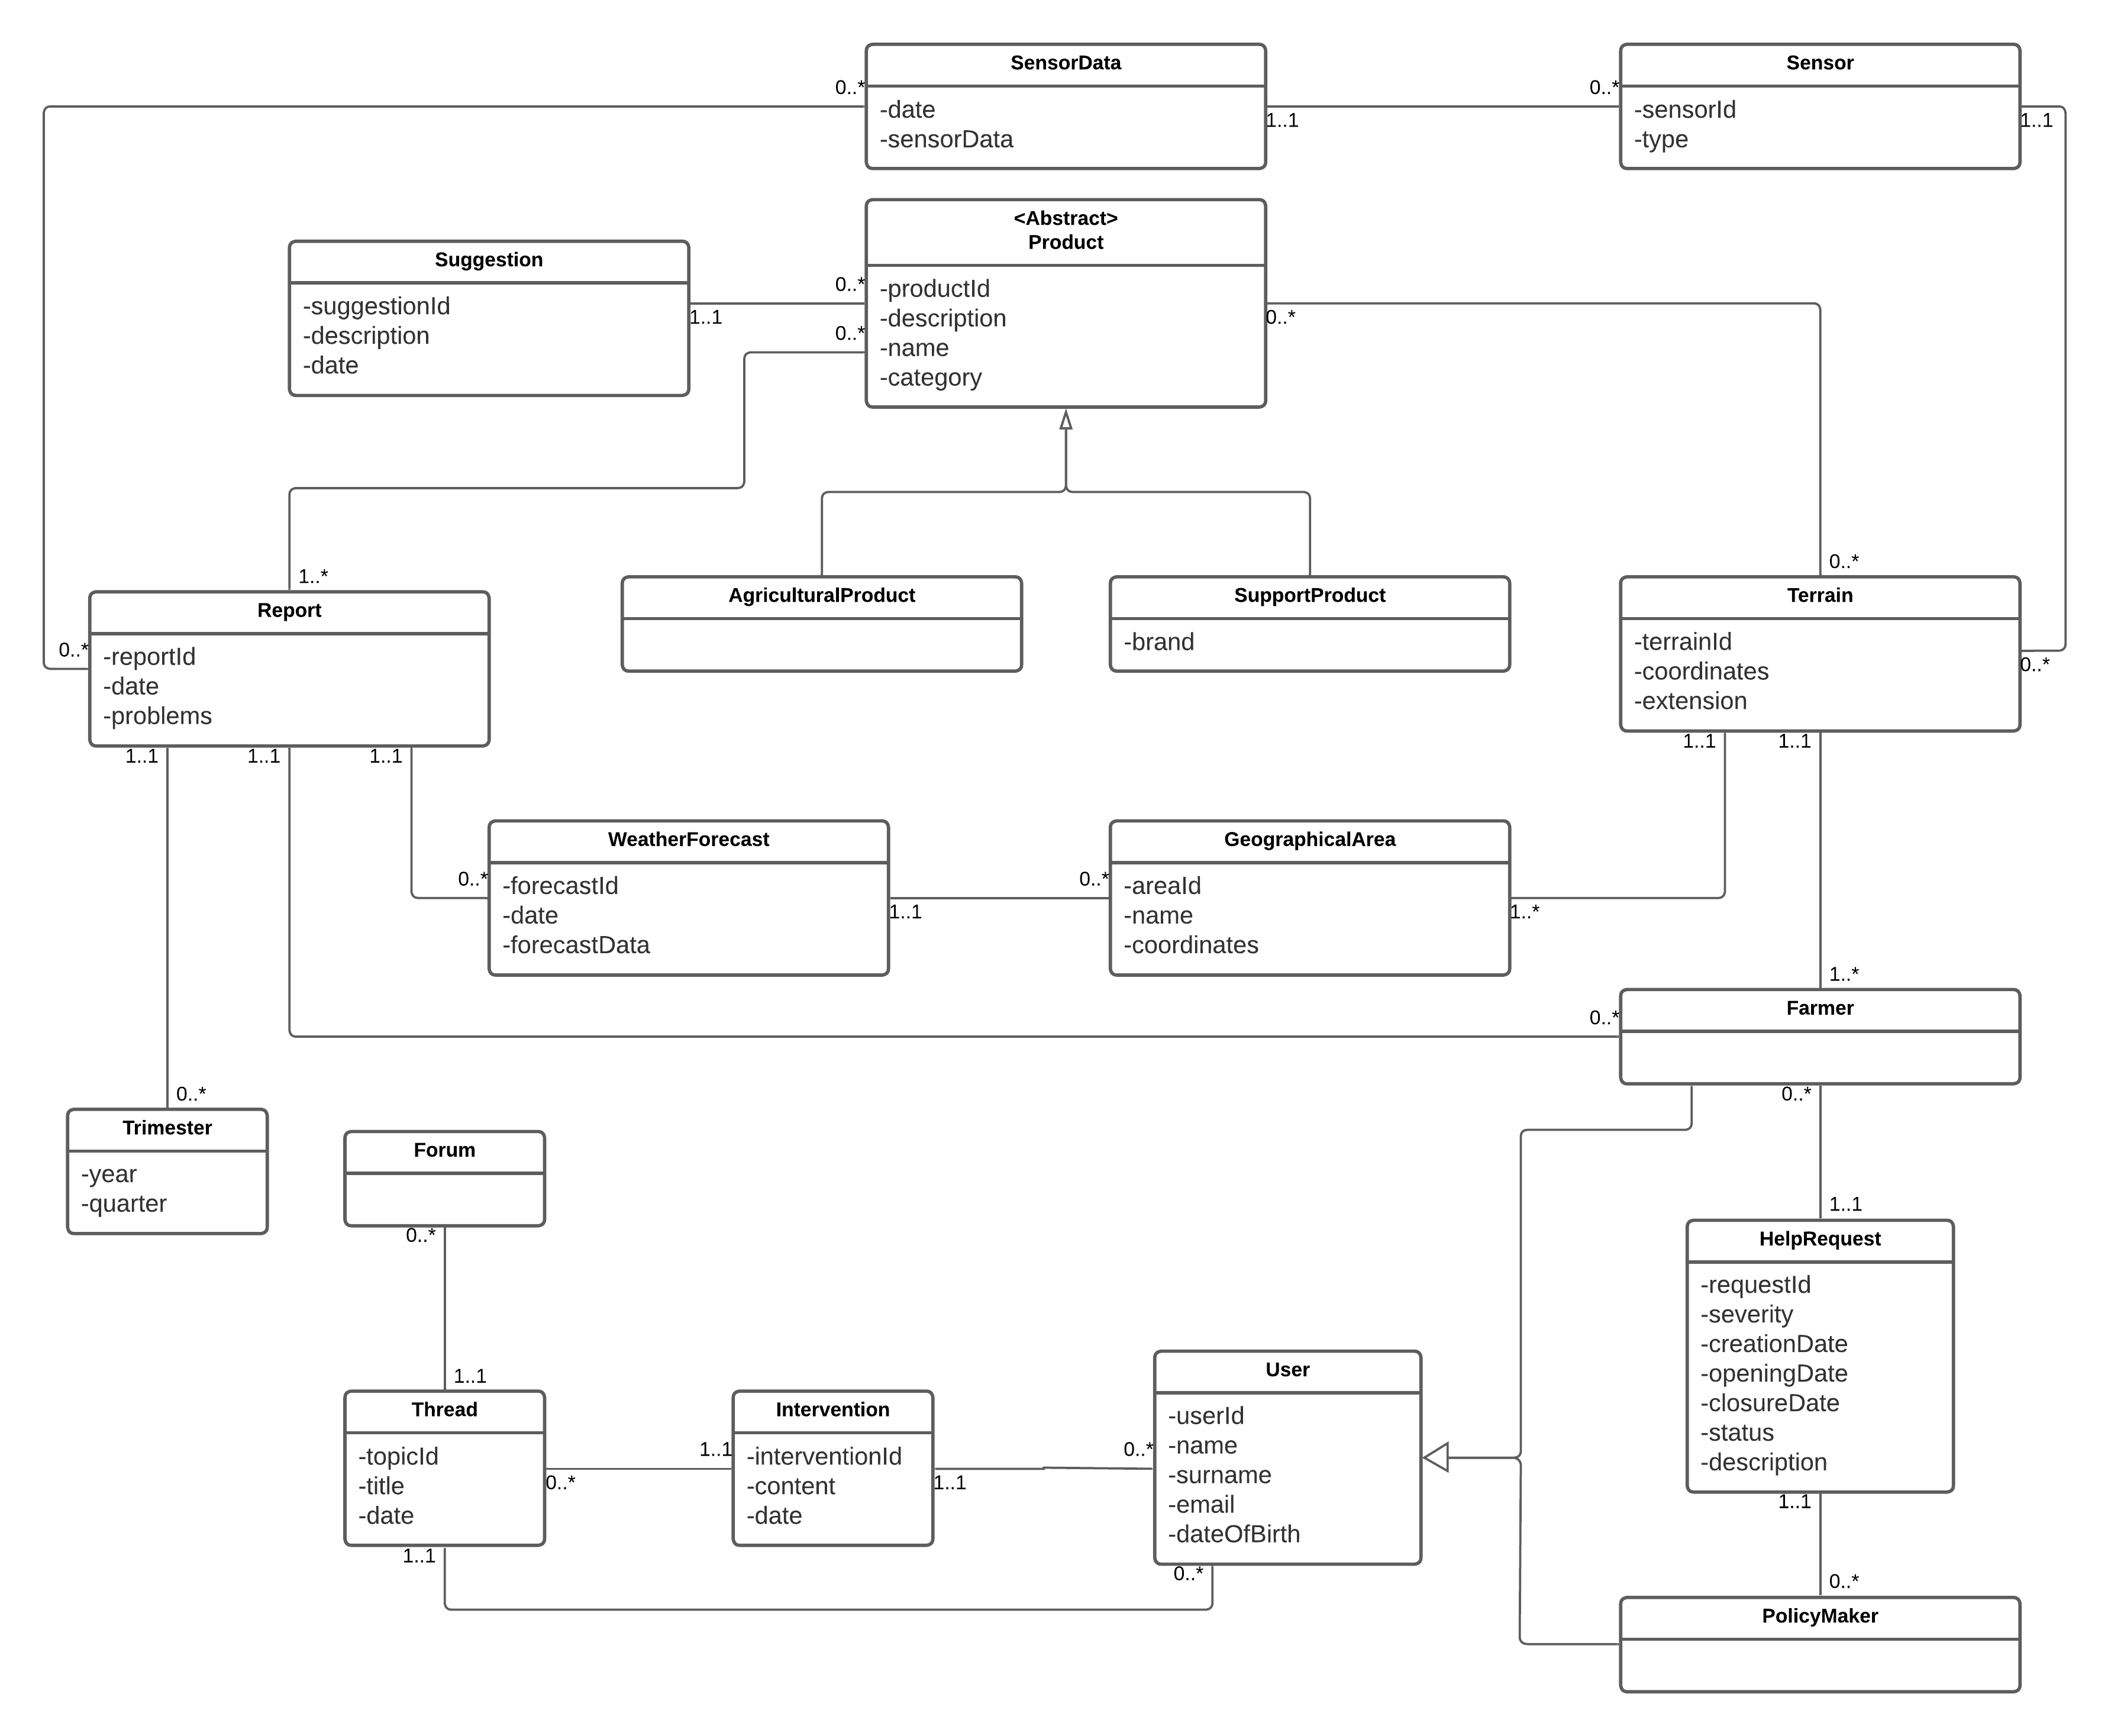 SensorData
-date
-sensorData
Sensor
-sensorId
-type
0..*
1..1
0..*
1..1
<Abstract>
Product
-productId
-description
-name
-category
Suggestion
-suggestionId
-description
-date
0..*
1..1
0..*
0..*
1..*
0..*
Report
-reportId
-date
-problems
0..*
AgriculturalProduct
SupportProduct
-brand
Terrain
-terrainId
-coordinates
-extension
0..*
1..1
1..1
1..1
1..1
1..1
WeatherForecast
-forecastId
-date
-forecastData
0..*
1..1
GeographicalArea
-areaId
-name
-coordinates
0..*
1..*
1..*
Farmer
0..*
0..*
0..*
Trimester
-year
-quarter
Forum
0..*
1..1
1..1
HelpRequest
-requestId
-severity
-creationDate
-openingDate
-closureDate
-status
-description
1..1
Thread
-topicId
-title
-date
0..*
1..1
1..1
Intervention
-interventionId
-content
-date
1..1
0..*
User
-userId
-name
-surname
-email
-dateOfBirth
0..*
0..*
PolicyMaker